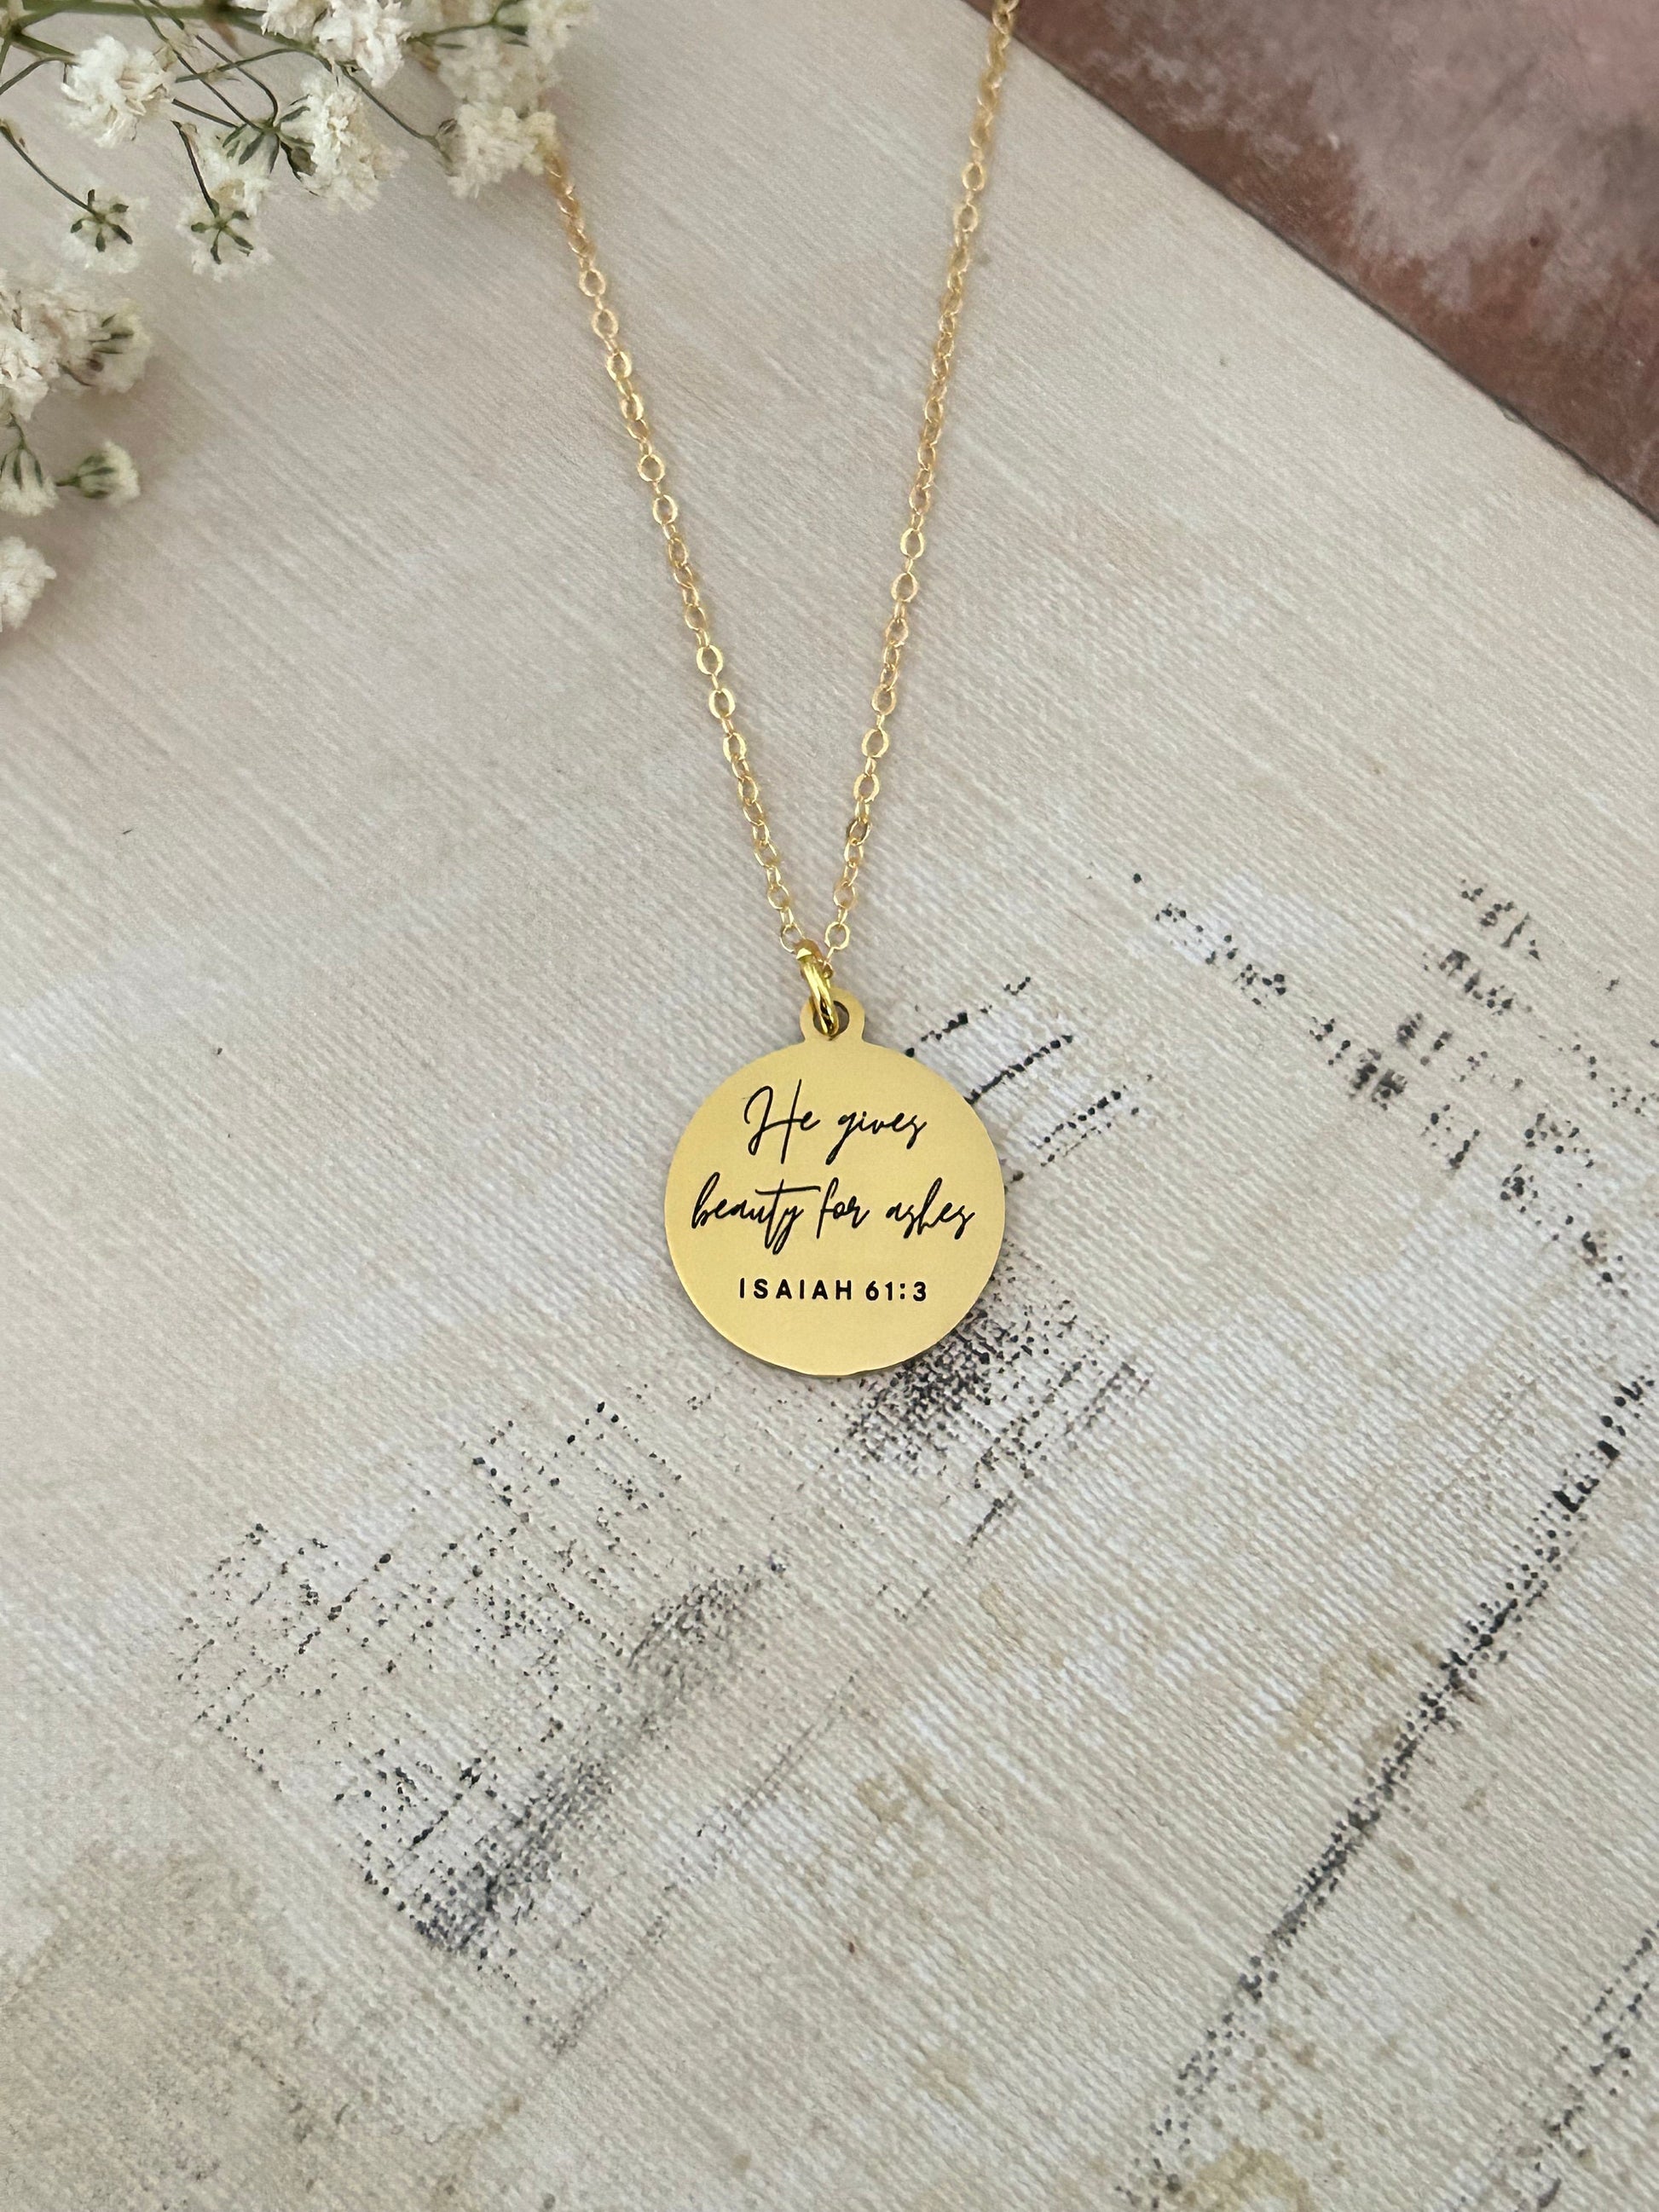 He gives
beauty for ashes
ISAIAH 61:3